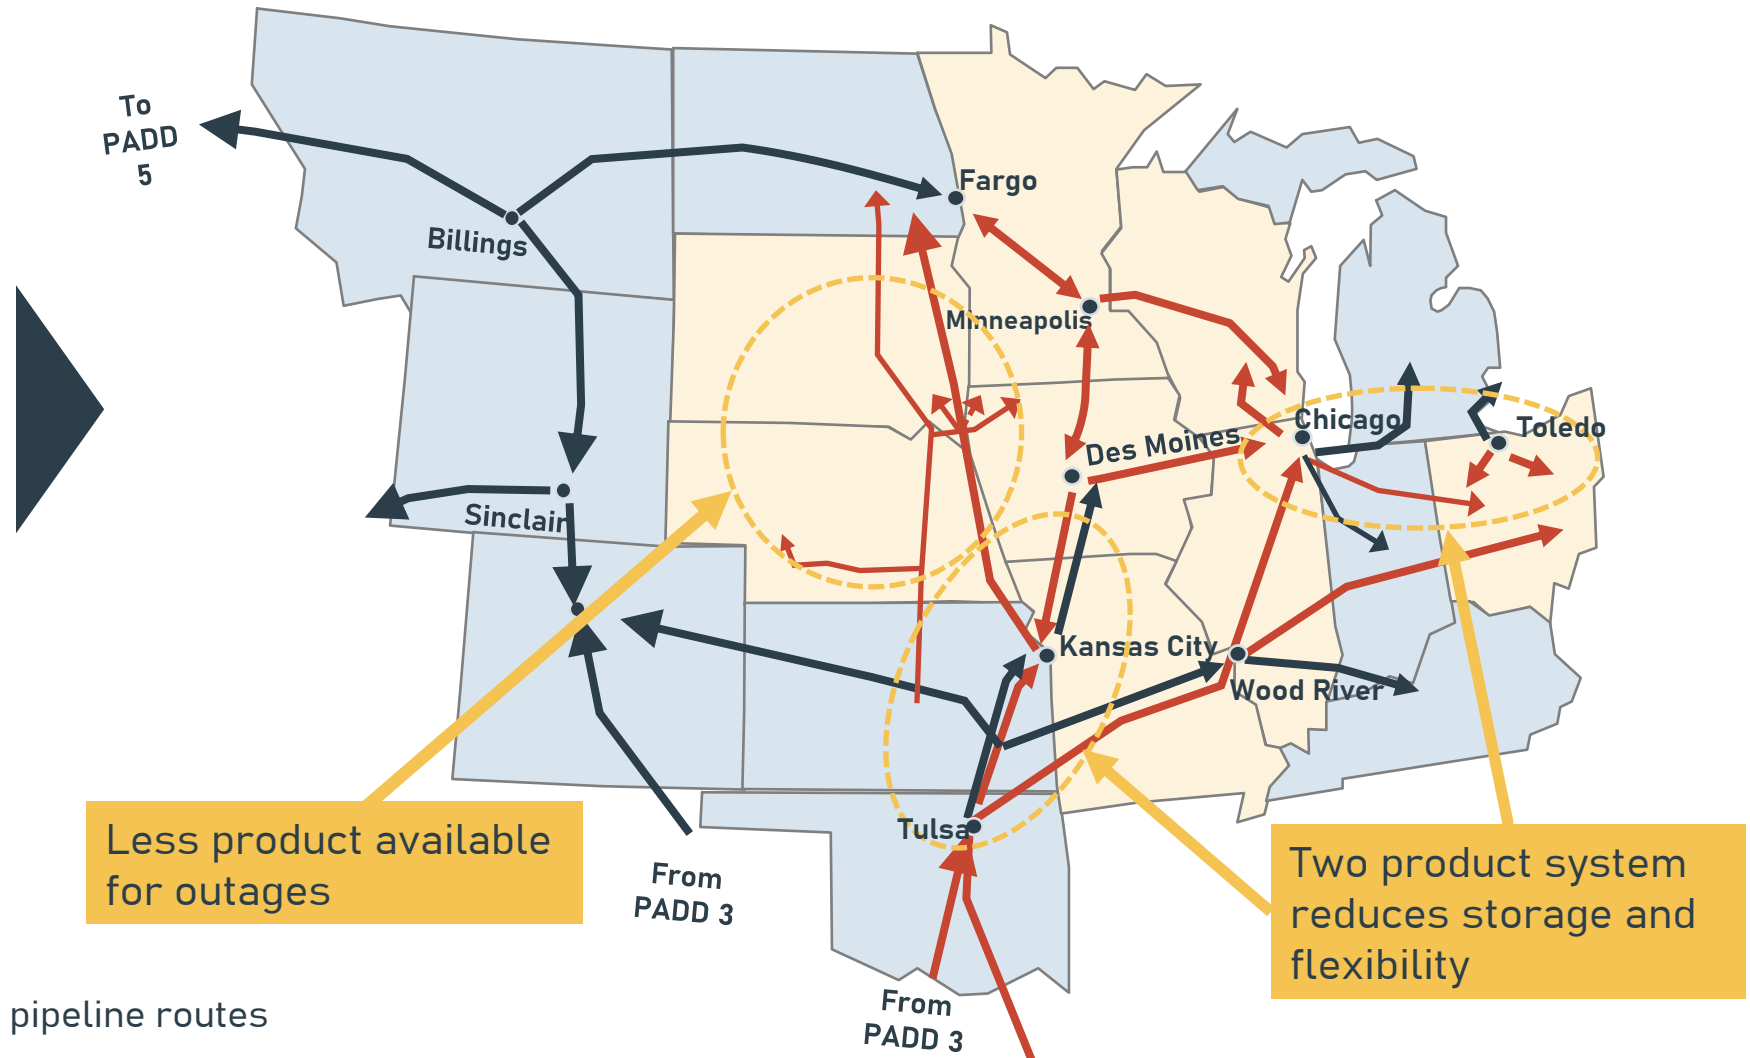 To
PADD
5
Fargo
Billings
Minneapolis
Chicago
Toledo
Des Moines
Sinclair
Kansas City
Wood River
Tulsa
Less product available
for outages
From
PADD 3
Two product system
reduces storage and
flexibility
From
PADD 3
pipeline routes